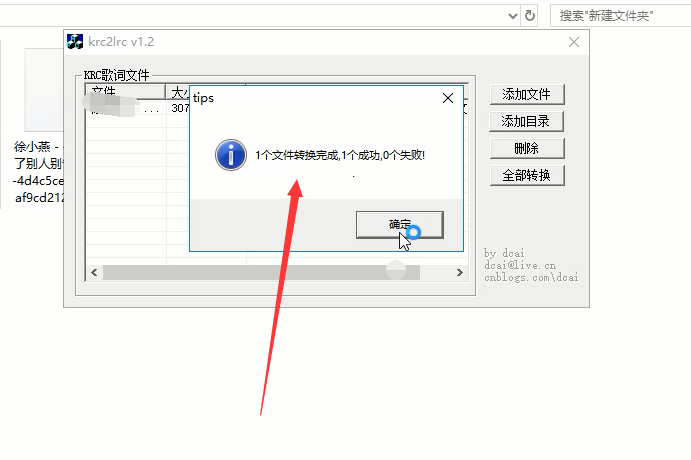 搜索"新建文件夹"
krc2lrc v1.2
KRC歌词文件
文件
大小
... 307
tips
1个文件转换完成,1个成功,0个失败!
确定
添加文件
添加目录
删除
全部转换
by dcai
dcai@live.cn
cnblogs.com\dcai
徐小燕 -
了别人别
-4d4c5ce
af9cd212